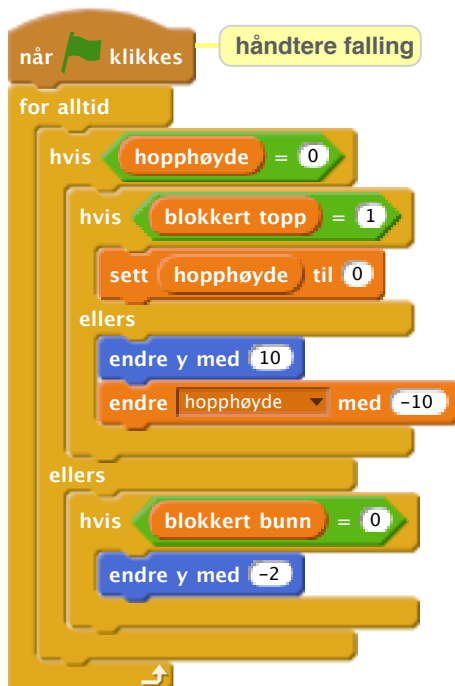 når klikkes
håndtere falling
for alltid
hvis hopphøyde = 0
hvis blokkert topp = 1
sett hopphøyde til 0
ellers
endre y med 10
endre hopphøyde med -10
ellers
hvis blokkert bunn = 0
endre y med -2